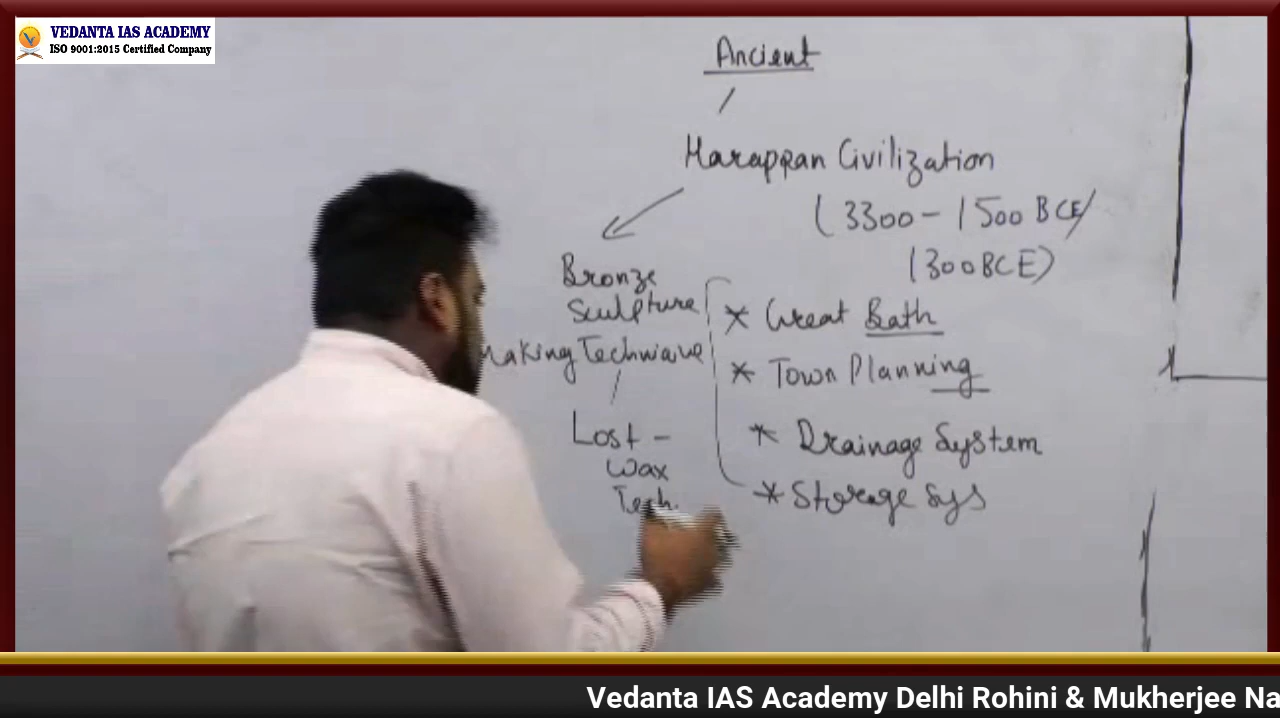 VEDANTA IAS ACADEMY
ISO 9001:2015 Certified Company
Ancient
Harappan Civilization
(3300 - 1500 BCE/
1300 BCE)
Bronze
Sculpture
Making Technique
Lost -
Wax
Tech.
* Great Bath
* Town Planning
* Drainage System
* Storage Sys
Vedanta IAS Academy Delhi Rohini & Mukherjee Na